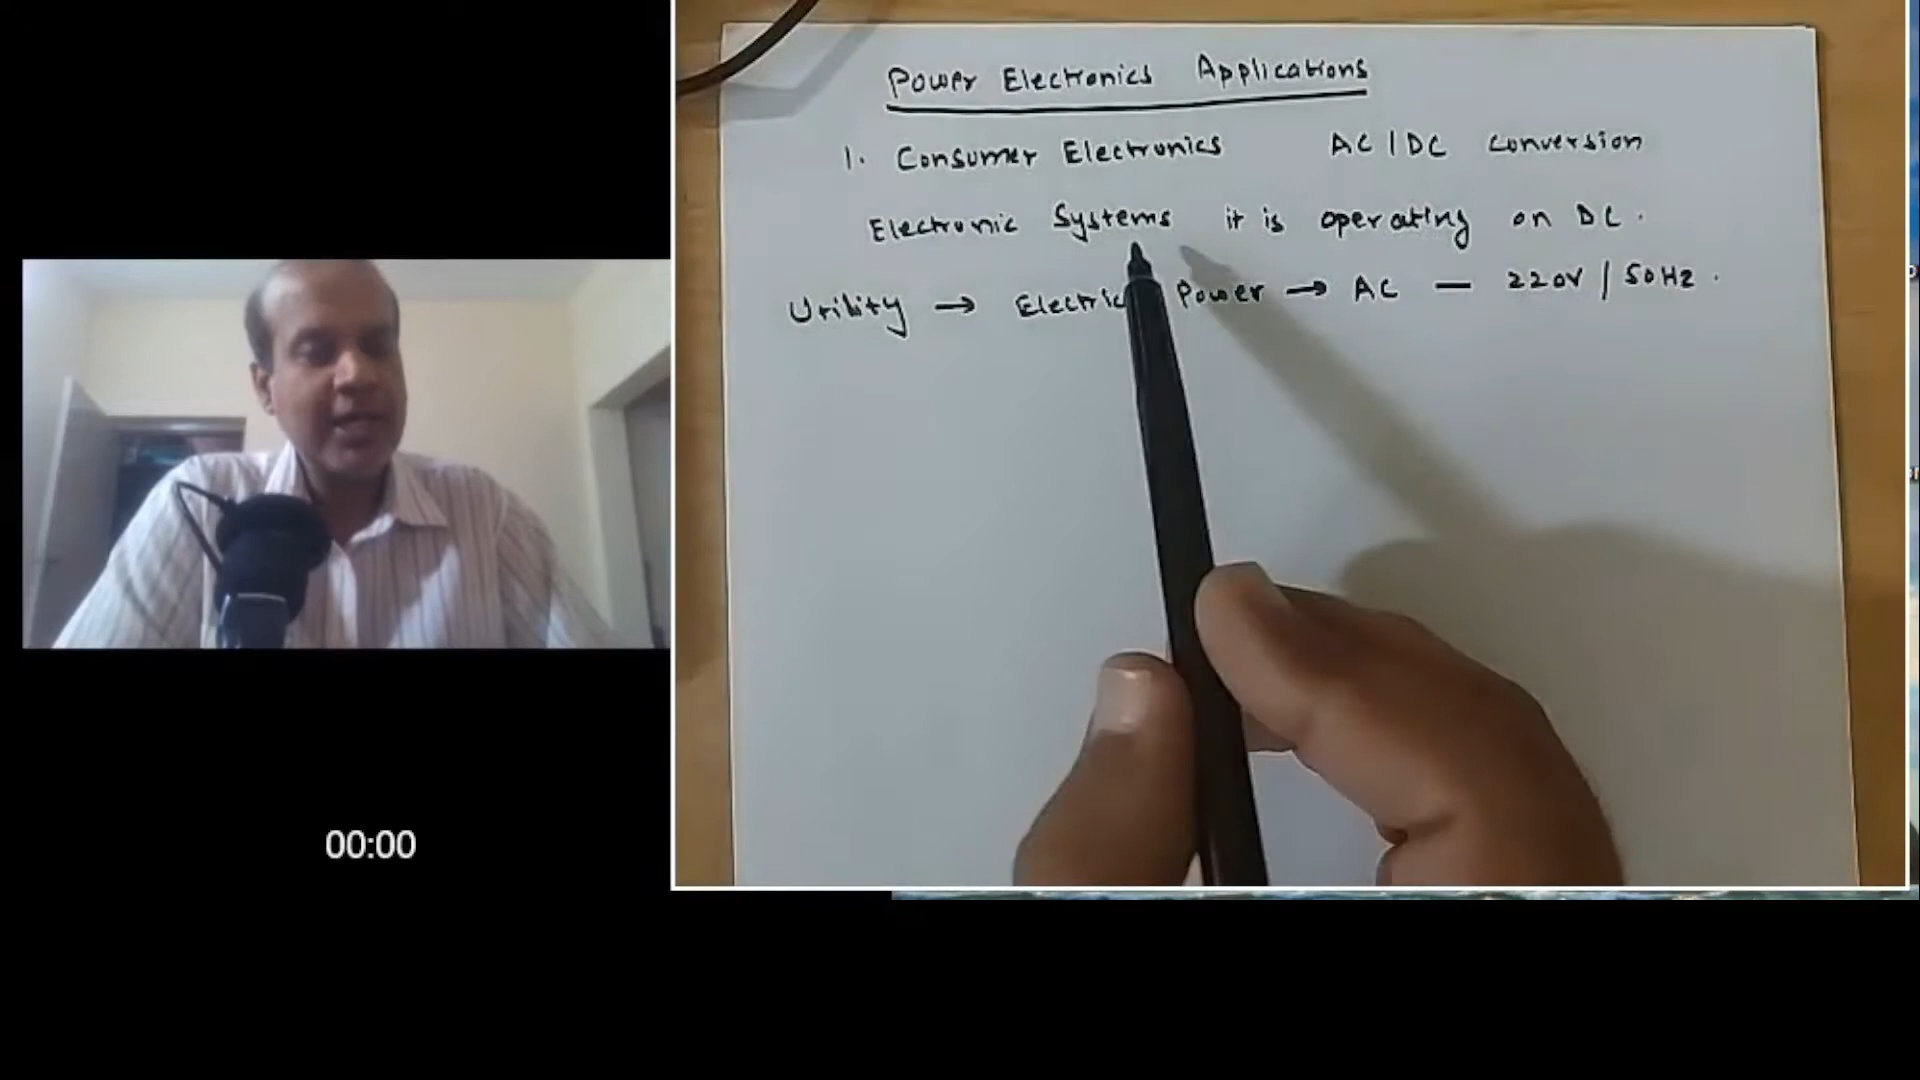 Power Electronics Applications
1. Consumer Electronics AC/DC conversion
Electronic Systems it is operating on DC.
Utility → Electric Power → AC — 220V / 50Hz.
00:00